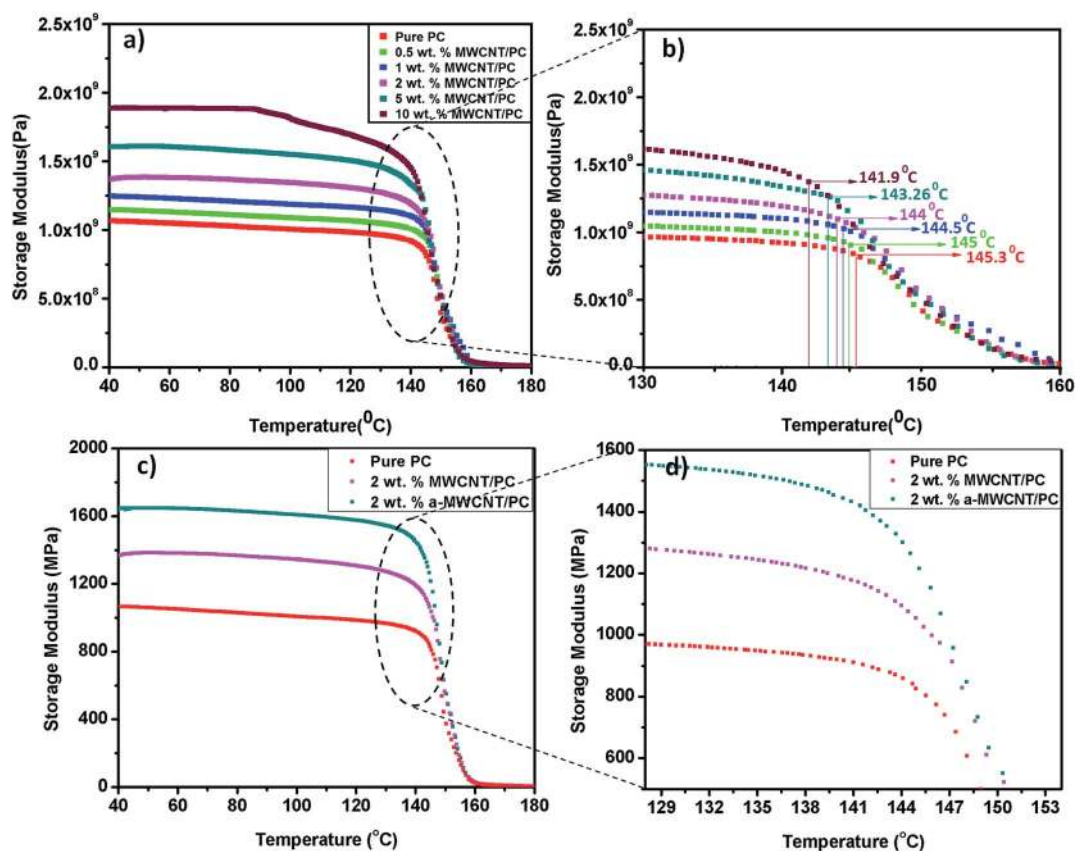 a)
Pure PC
0.5 wt. % MWCNT/PC
1 wt. % MWCNT/PC
2 wt. % MWCNT/PC
5 wt. % MWCNT/PC
10 wt.% MWCNT/PC
Storage Modulus(Pa)
2.5x10⁹
2.0x10⁹
1.5x10⁹
1.0x10⁹
5.0x10⁸
0.0
40 60 80 100 120 140 160 180
Temperature(⁰C)
b)
Storage Modulus(Pa)
2.5x10⁹
2.0x10⁹
1.5x10⁹
1.0x10⁹
5.0x10⁸
0.0
141.9⁰C
143.26⁰C
144⁰C
144.5⁰C
145⁰C
145.3⁰C
130 140 150 160
Temperature(⁰C)
c)
Pure PC
2 wt. % MWCNT/PC
2 wt. % a-MWCNT/PC
Storage Modulus (MPa)
2000
1600
1200
800
400
0
40 60 80 100 120 140 160 180
Temperature (°C)
d)
Pure PC
2 wt. % MWCNT/PC
2 wt. % a-MWCNT/PC
Storage Modulus (MPa)
1600
1400
1200
1000
800
600
129 132 135 138 141 144 147 150 153
Temperature (°C)